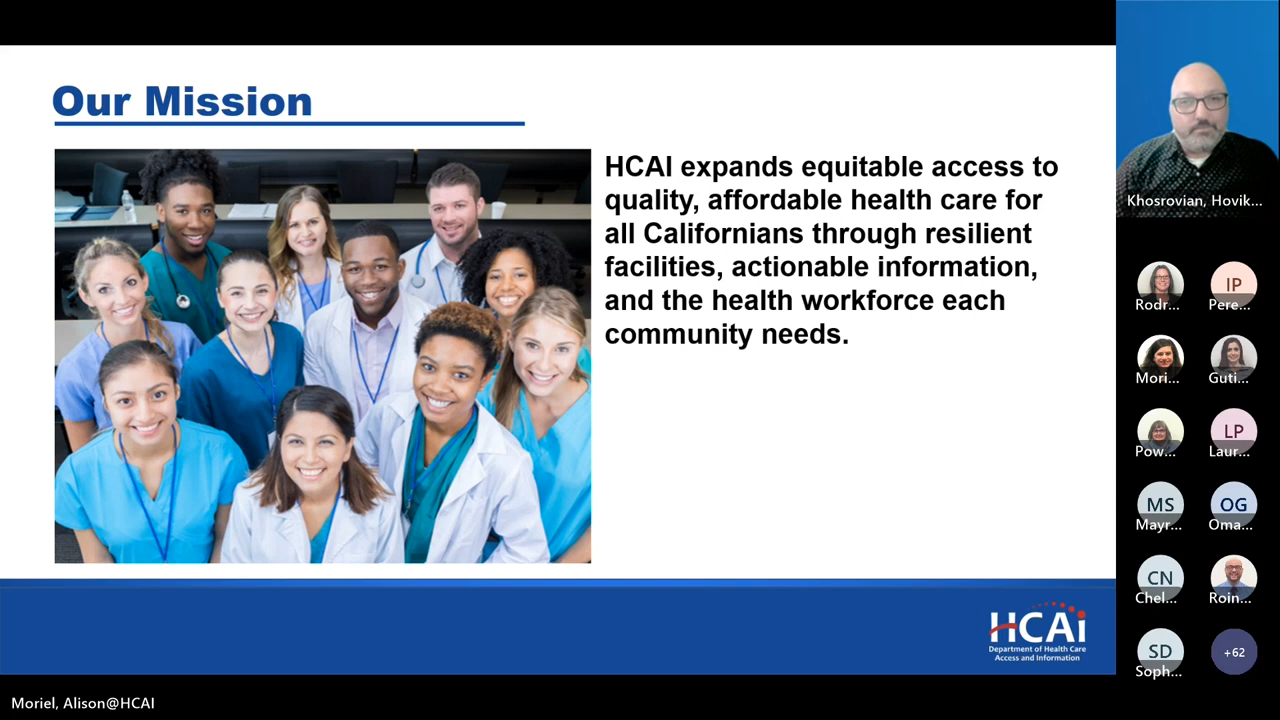 Our Mission
HCAI expands equitable access to
quality, affordable health care for
all Californians through resilient
facilities, actionable information,
and the health workforce each
community needs.
HCAi
Department of Health Care
Access and Information
Moriel, Alison@HCAI
Khosrovian, Hovik...
Rodr...
IP
Pere...
Mori...
Guti...
Pow...
LP
Laur...
MS
Mayr...
OG
Oma...
CN
Chel...
Roin...
SD
Soph...
+62